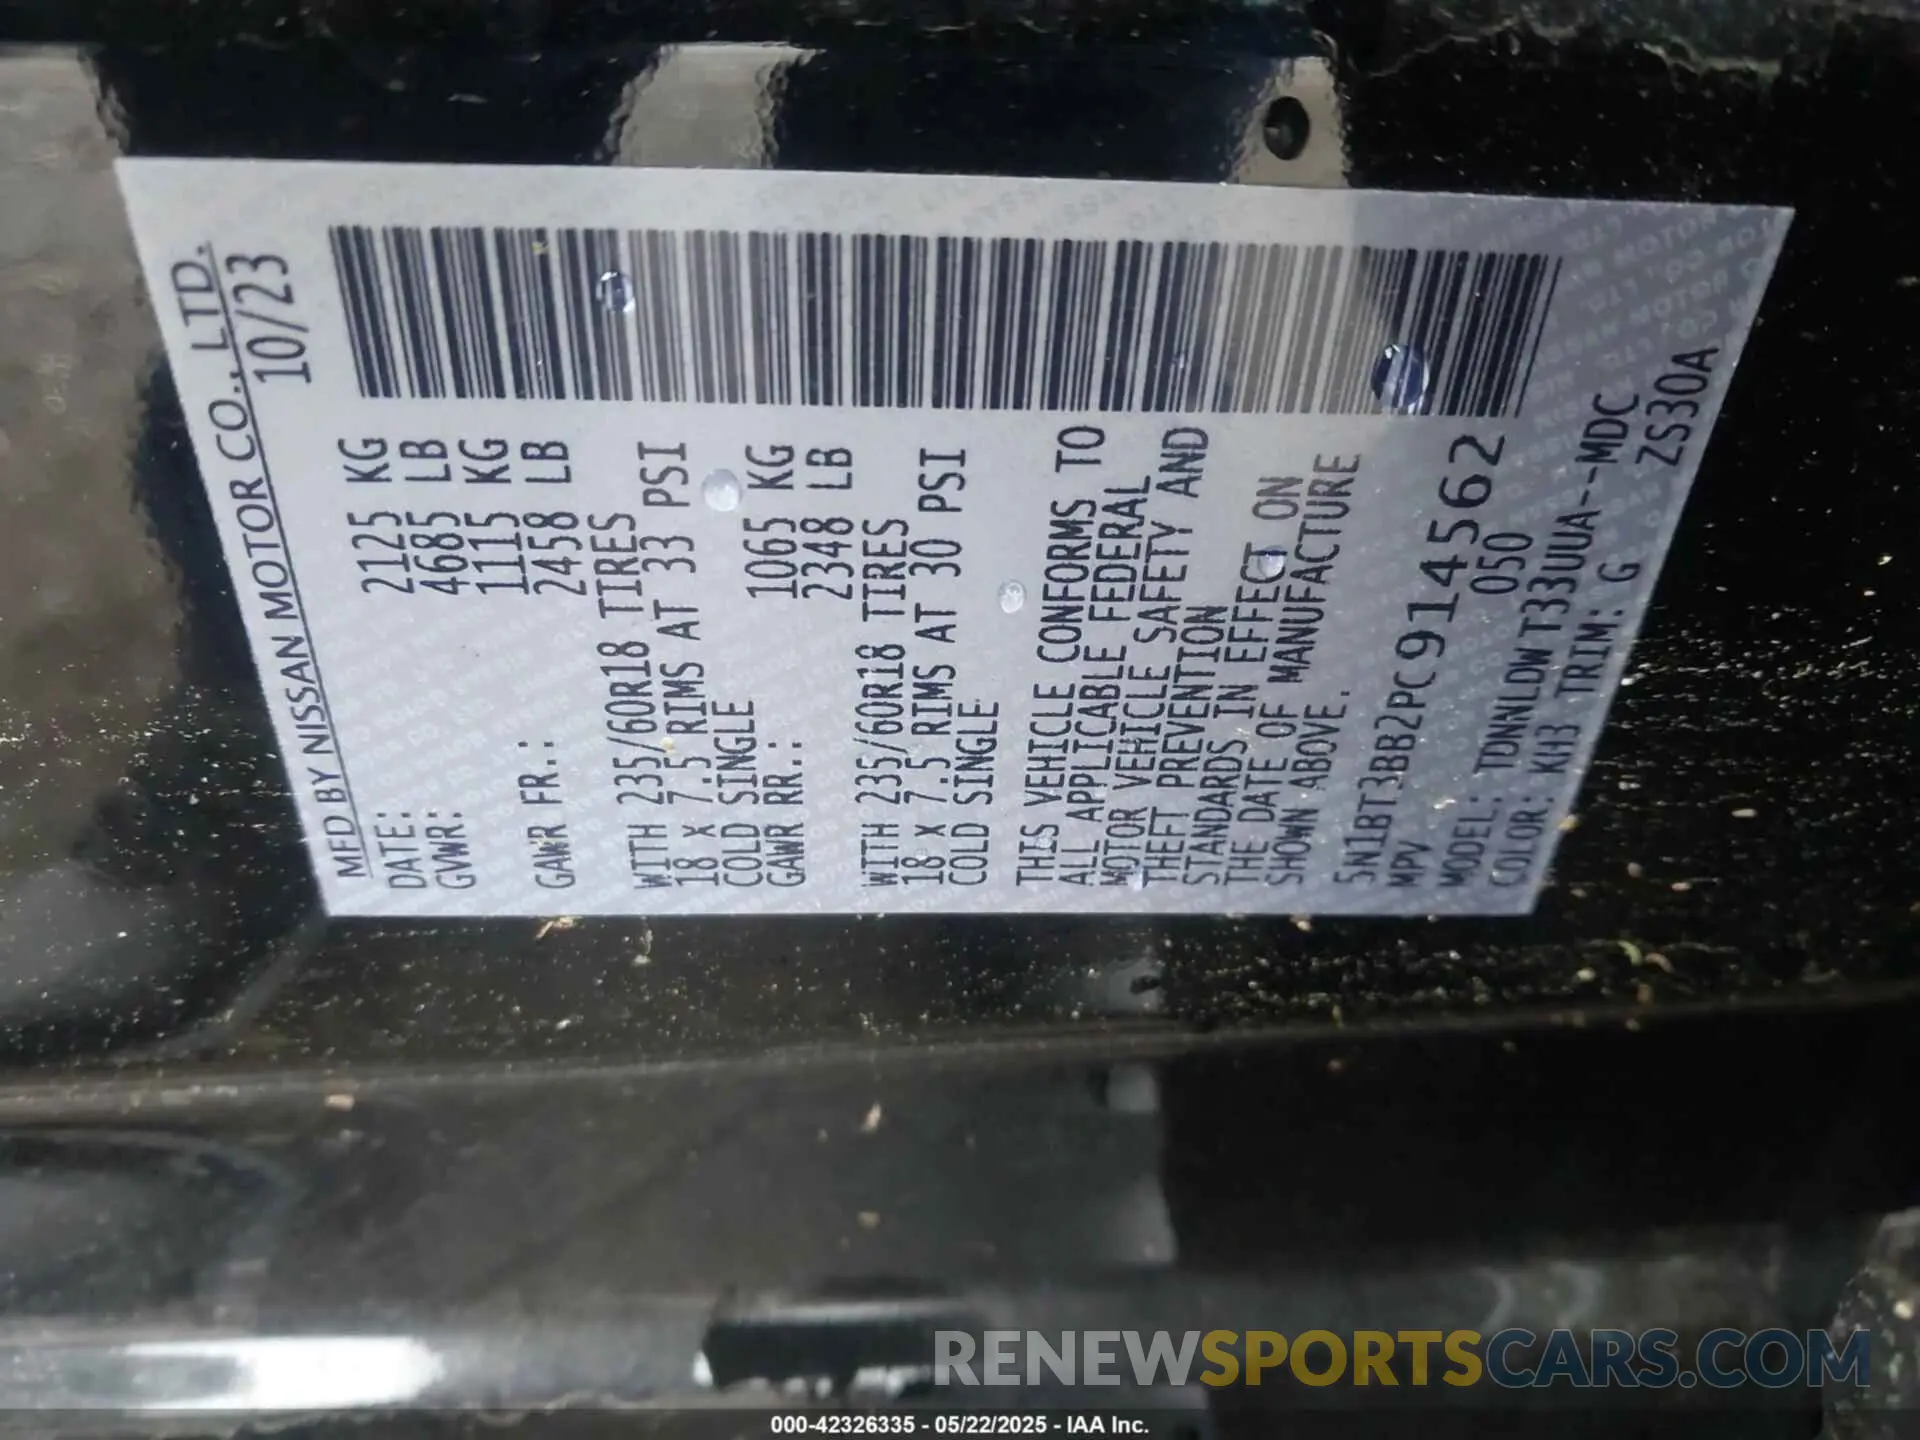 MFD BY NISSAN MOTOR CO., LTD.
DATE: 10/23
GVWR: 2125 KG
4685 LB
GAWR FR.: 1115 KG
2458 LB
WITH 235/60R18 TIRES
18 X 7.5 RIMS AT 33 PSI
COLD SINGLE
GAWR RR.: 1065 KG
2348 LB
WITH 235/60R18 TIRES
18 X 7.5 RIMS AT 30 PSI
COLD SINGLE
THIS VEHICLE CONFORMS TO
ALL APPLICABLE FEDERAL
MOTOR VEHICLE SAFETY AND
THEFT PREVENTION
STANDARDS IN EFFECT ON
THE DATE OF MANUFACTURE
SHOWN ABOVE.
5N1BT3BB2PC914562
MPV 050
MODEL: TDNNLDWT33UUA--MDC
COLOR: KH3 TRIM: G ZS30A
RENEWSPORTSCARS.COM
000-42326335 - 05/22/2025 - IAA Inc.